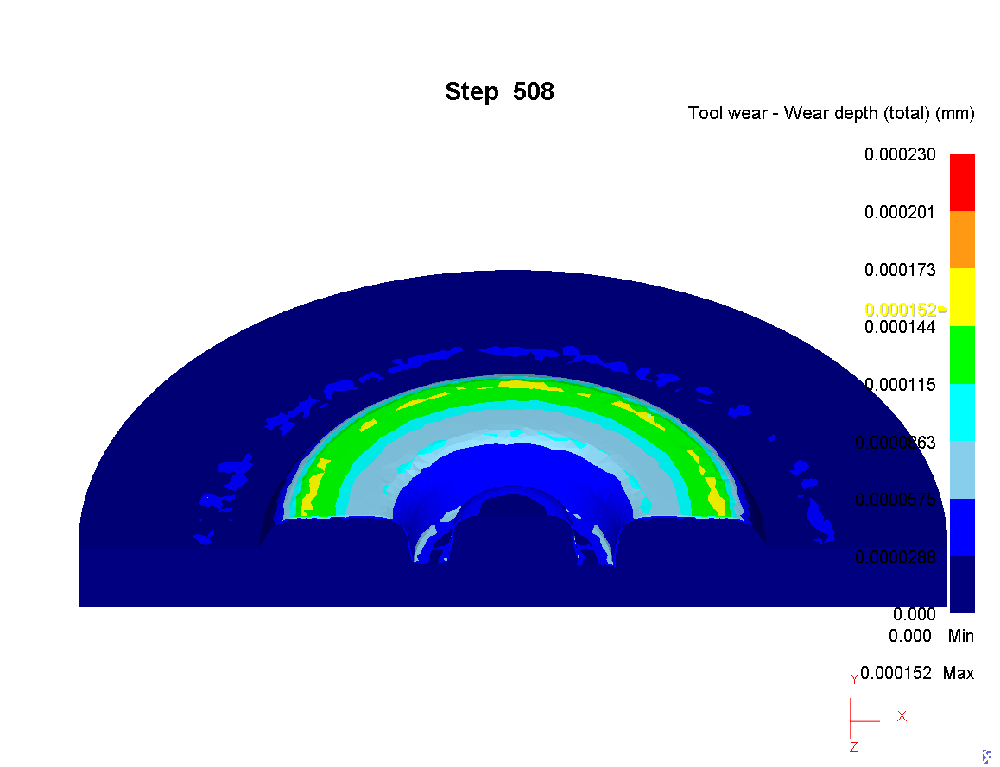 Step 508
Tool wear - Wear depth (total) (mm)
0.000230
0.000201
0.000173
0.000152
0.000144
0.000115
0.0000863
0.0000575
0.0000288
0.000
0.000 Min
0.000152 Max
Y
X
Z